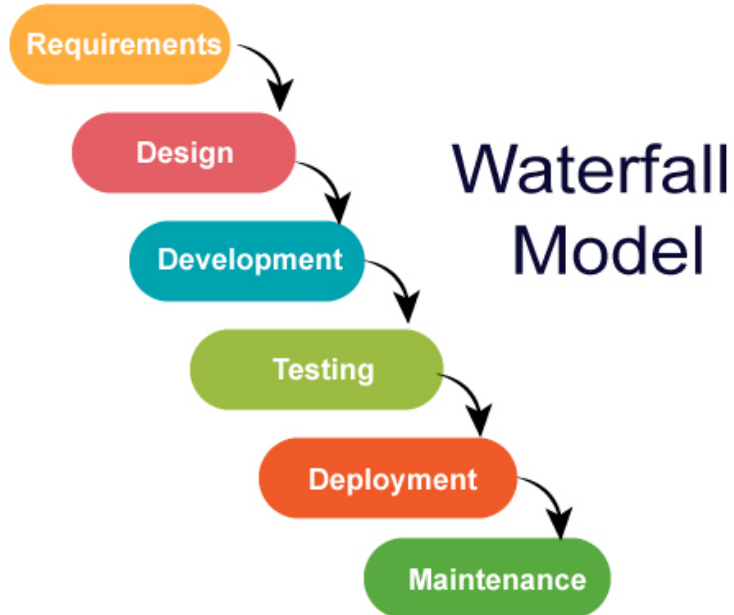 Requirements
Design
Waterfall
Model
Development
Testing
Deployment
Maintenance